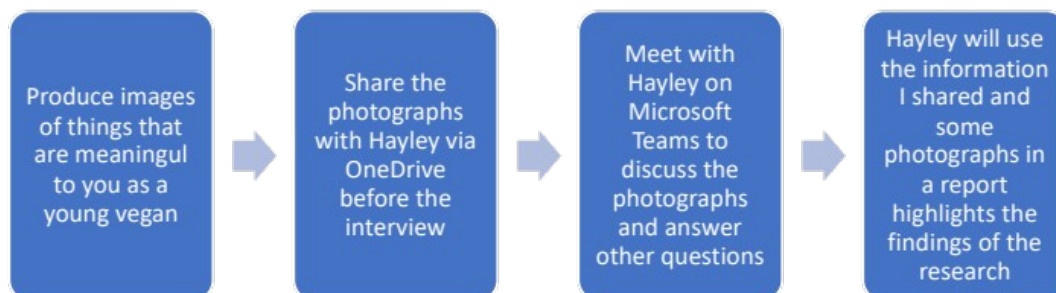 Produce images
of things that
are meaningul
to you as a
young vegan
Share the
photographs
with Hayley via
OneDrive
before the
interview
Meet with
Hayley on
Microsoft
Teams to
discuss the
photographs
and answer
other questions
Hayley will use
the information
I shared and
some
photographs in
a report
highlights the
findings of the
research